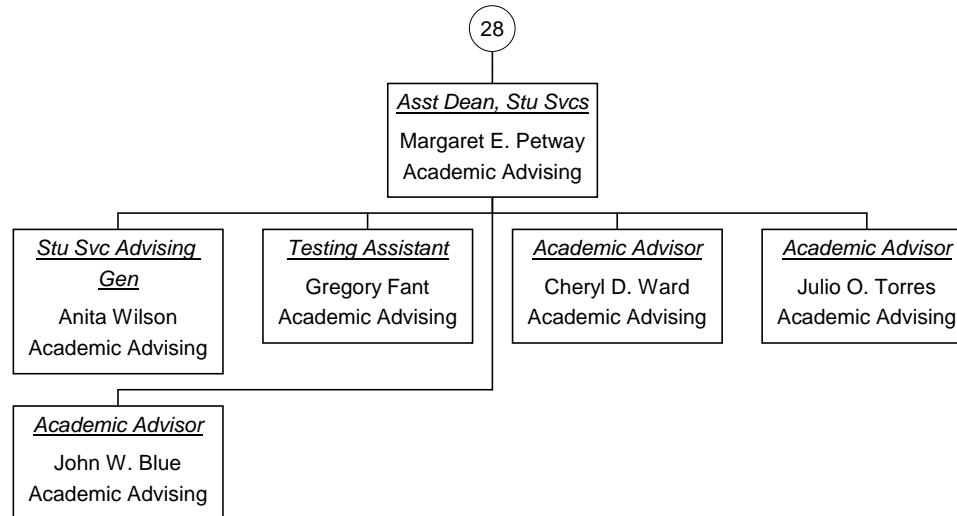 28
Asst Dean, Stu Svcs
Margaret E. Petway
Academic Advising
Stu Svc Advising
Gen
Anita Wilson
Academic Advising
Testing Assistant
Gregory Fant
Academic Advising
Academic Advisor
Cheryl D. Ward
Academic Advising
Academic Advisor
Julio O. Torres
Academic Advising
Academic Advisor
John W. Blue
Academic Advising